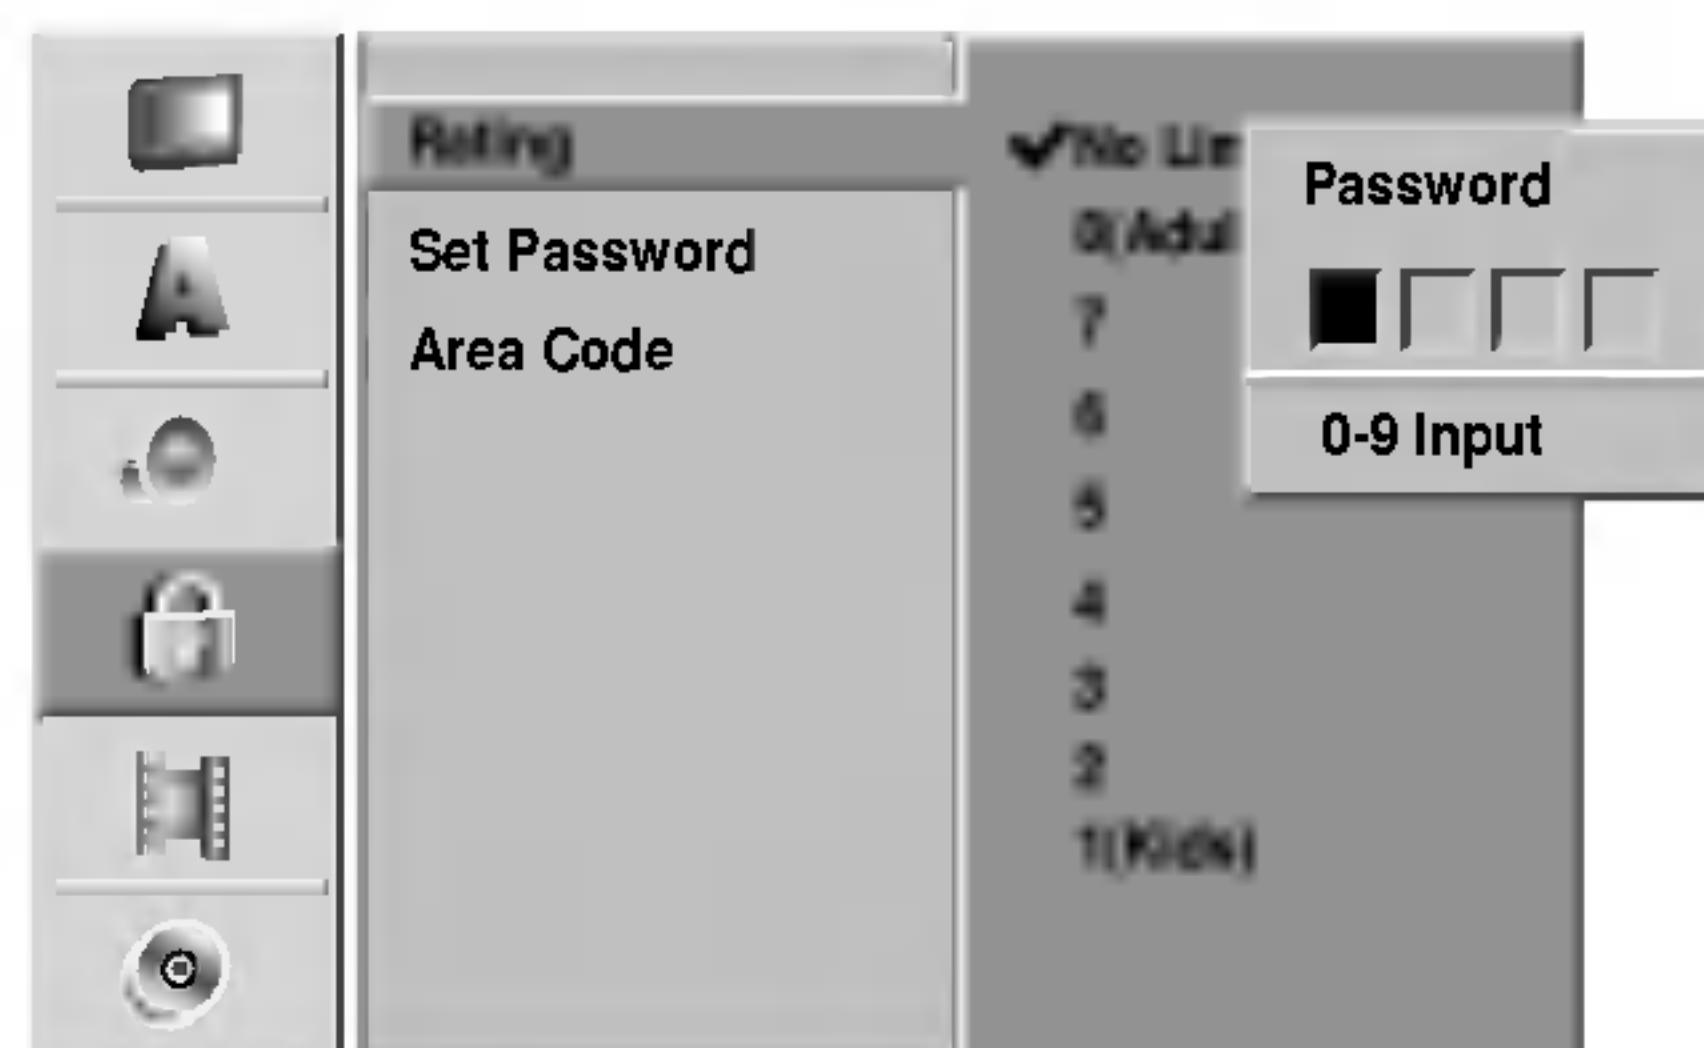 Rating
Set Password
Area Code
✔No Lim
0(Adul
7
6
5
4
3
2
1(Kids)
Password
0-9 Input